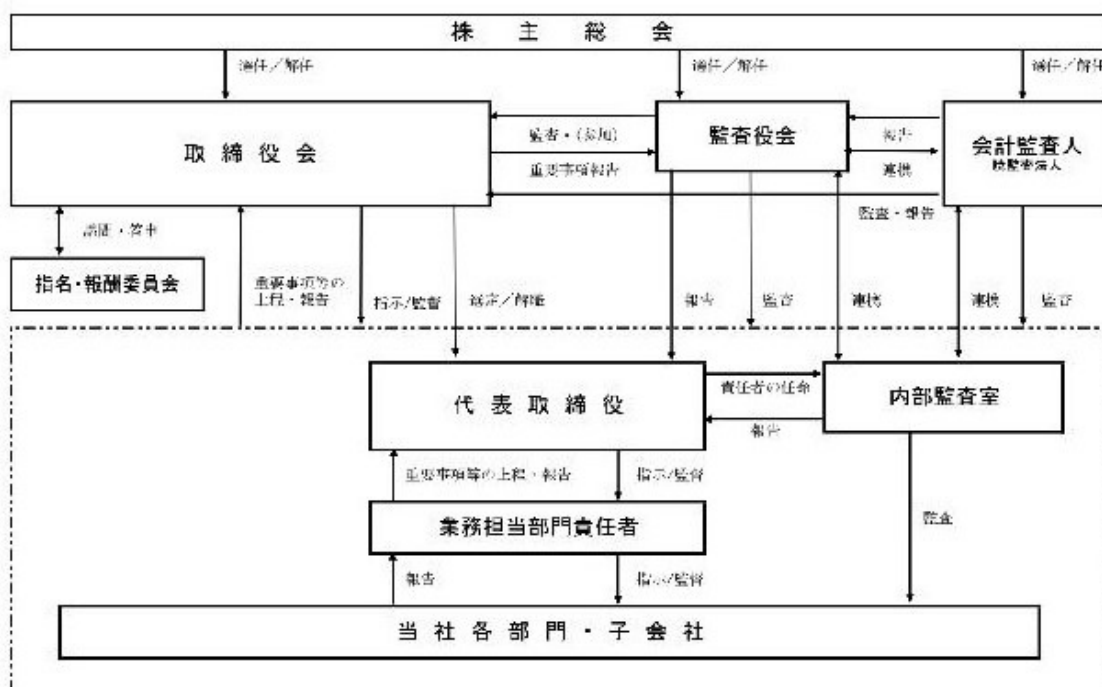 株主総会
選任／解任
選任／解任
選任／解任
取締役会
監査・(参加)
重要事項報告
監査役会
報告
連携
会計監査人
監査・報告
諮問・答申
指名・報酬委員会
重要事項等の
上程・報告
指示/監督
選定／解職
報告
監査
連携
連携
監査
代表取締役
責任者の任命
報告
内部監査室
重要事項等の上程・報告
指示/監督
業務担当部門責任者
監査
報告
指示/監督
当社各部門・子会社